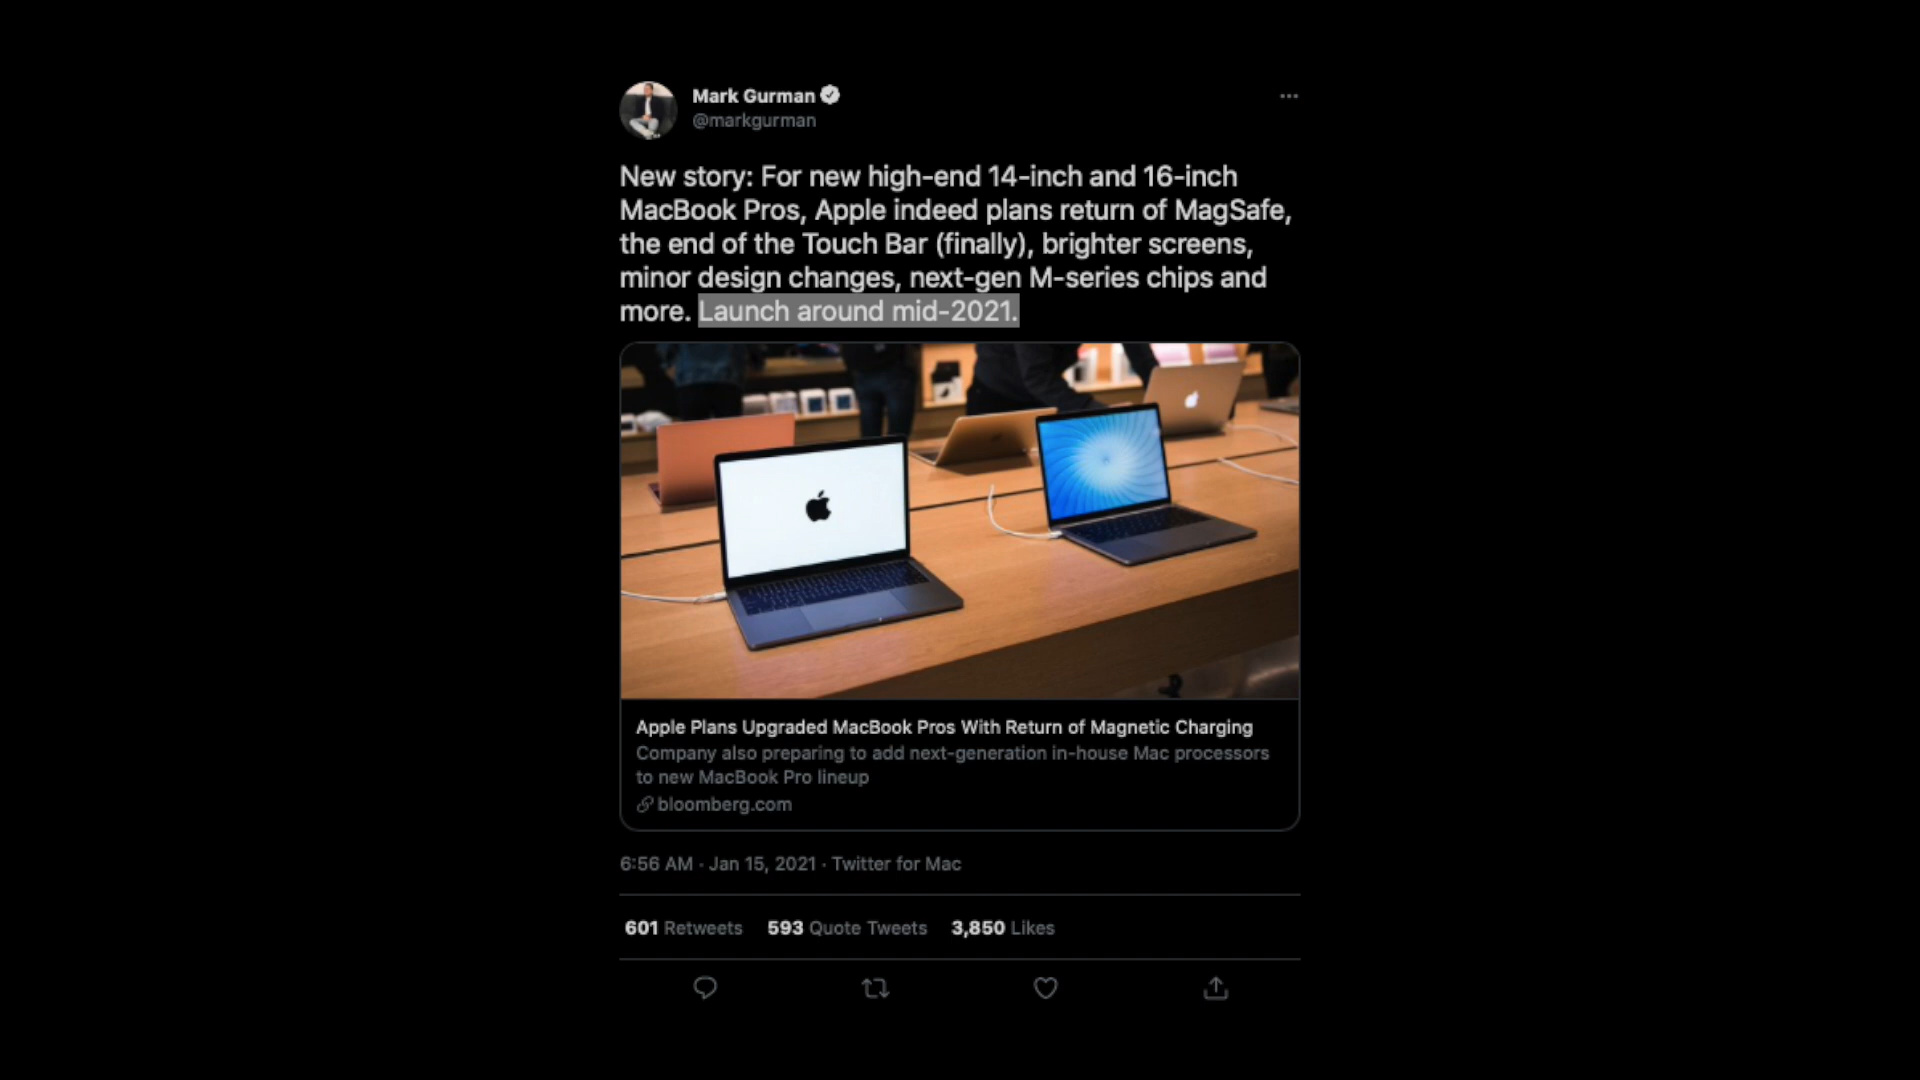 Mark Gurman
@markgurman
New story: For new high-end 14-inch and 16-inch
MacBook Pros, Apple indeed plans return of MagSafe,
the end of the Touch Bar (finally), brighter screens,
minor design changes, next-gen M-series chips and
more. Launch around mid-2021.
Apple Plans Upgraded MacBook Pros With Return of Magnetic Charging
Company also preparing to add next-generation in-house Mac processors
to new MacBook Pro lineup
bloomberg.com
6:56 AM · Jan 15, 2021 · Twitter for Mac
601 Retweets 593 Quote Tweets 3,850 Likes